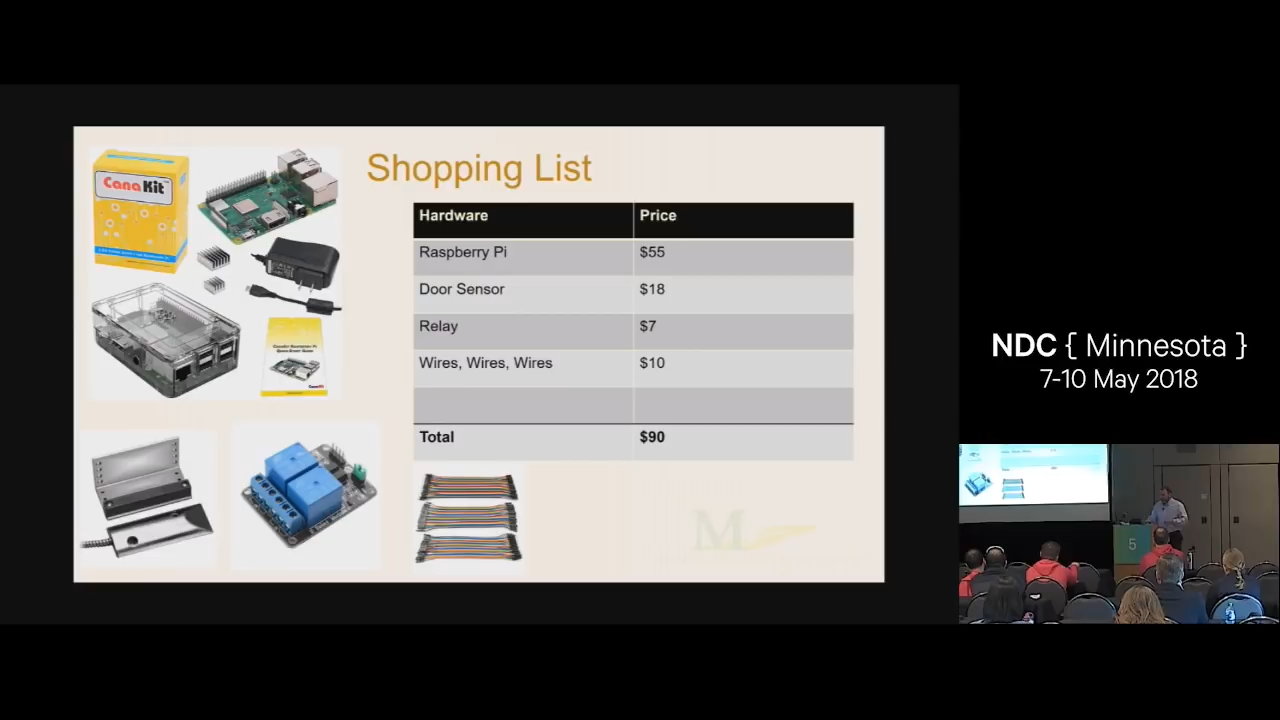 Shopping List
Hardware Price
Raspberry Pi $55
Door Sensor $18
Relay $7
Wires, Wires, Wires $10
Total $90
CanaKit
M
NDC { Minnesota }
7-10 May 2018
5